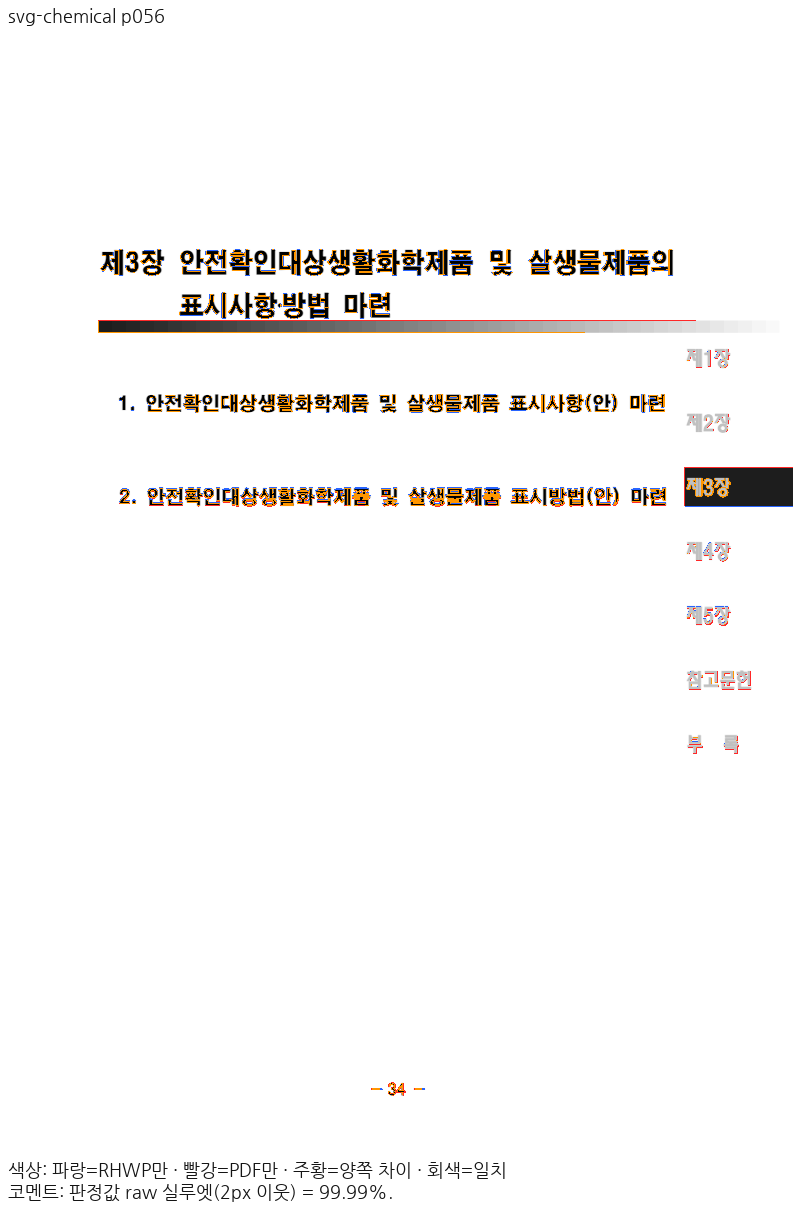 svg-chemical p056
제3장 안전확인대상생활화학제품 및 살생물제품의
표시사항·방법 마련
제1장
1. 안전확인대상생활화학제품 및 살생물제품 표시사항(안) 마련
제2장
제3장
2. 안전확인대상생활화학제품 및 살생물제품 표시방법(안) 마련
제4장
제5장
참고문헌
부 록
- 34 -
색상: 파랑=RHWP만 · 빨강=PDF만 · 주황=양쪽 차이 · 회색=일치
코멘트: 판정값 raw 실루엣(2px 이웃) = 99.99%.